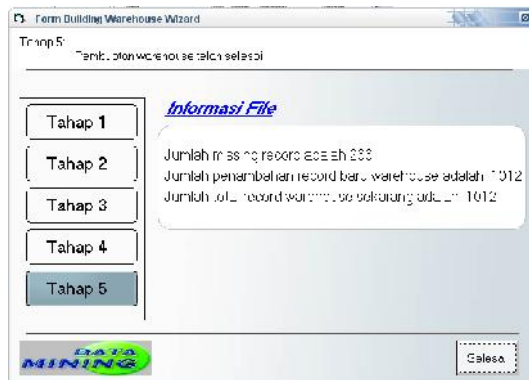 Form Building Warehouse Wizard
Tahap 5:
Pembuatan warehouse telah selesai
Tahap 1
Tahap 2
Tahap 3
Tahap 4
Tahap 5
Informasi File
Jumlah missing record adalah
Jumlah penambahan record baru warehouse adalah 1012
Jumlah total record warehouse sekarang adalah 1012
DATA
MINING
Selesai